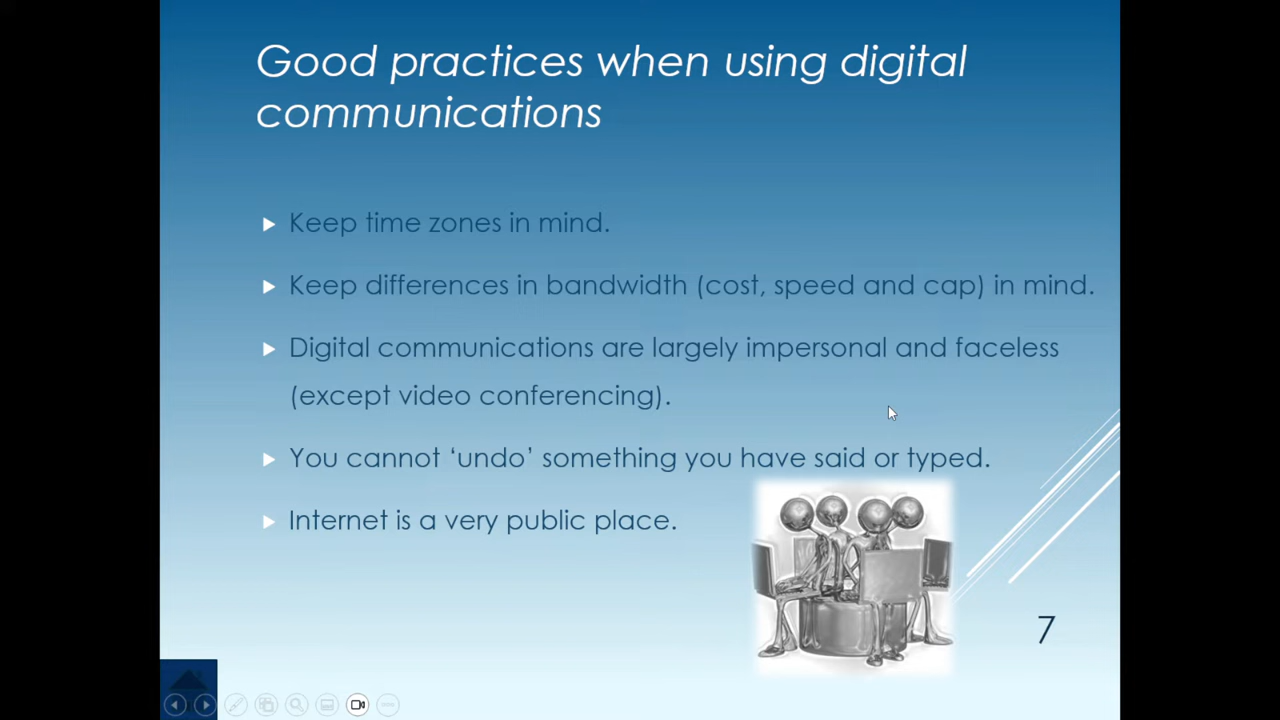 Good practices when using digital
communications
Keep time zones in mind.
Keep differences in bandwidth (cost, speed and cap) in mind.
Digital communications are largely impersonal and faceless
(except video conferencing).
You cannot ‘undo’ something you have said or typed.
Internet is a very public place.
7